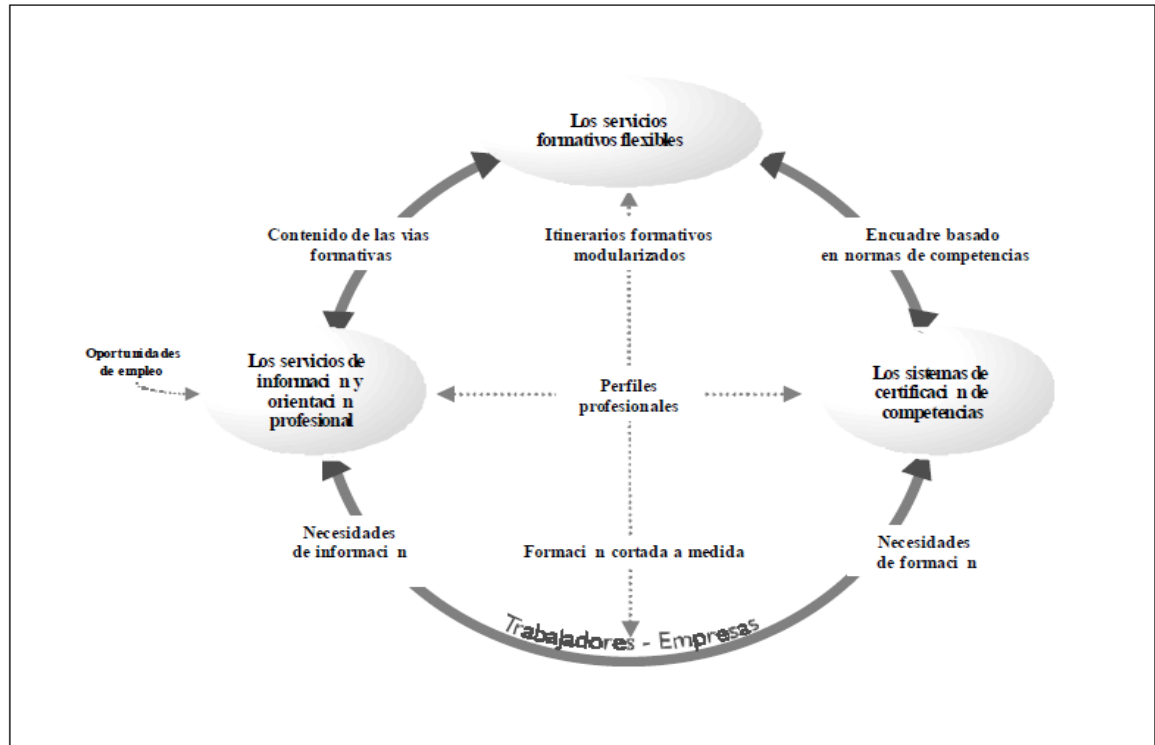 Los servicios
formativos flexibles
Contenido de las vias
formativas
Itinerarios formativos
modularizados
Encuadre basado
en normas de competencias
Oportunidades
de empleo
Los servicios de
informaci n y
orientaci n
profesional
Perfiles
profesionales
Los sistemas de
certificaci n de
competencias
Necesidades
de informaci n
Formaci n cortada a medida
Necesidades
de formaci n
Trabajadores - Empresas